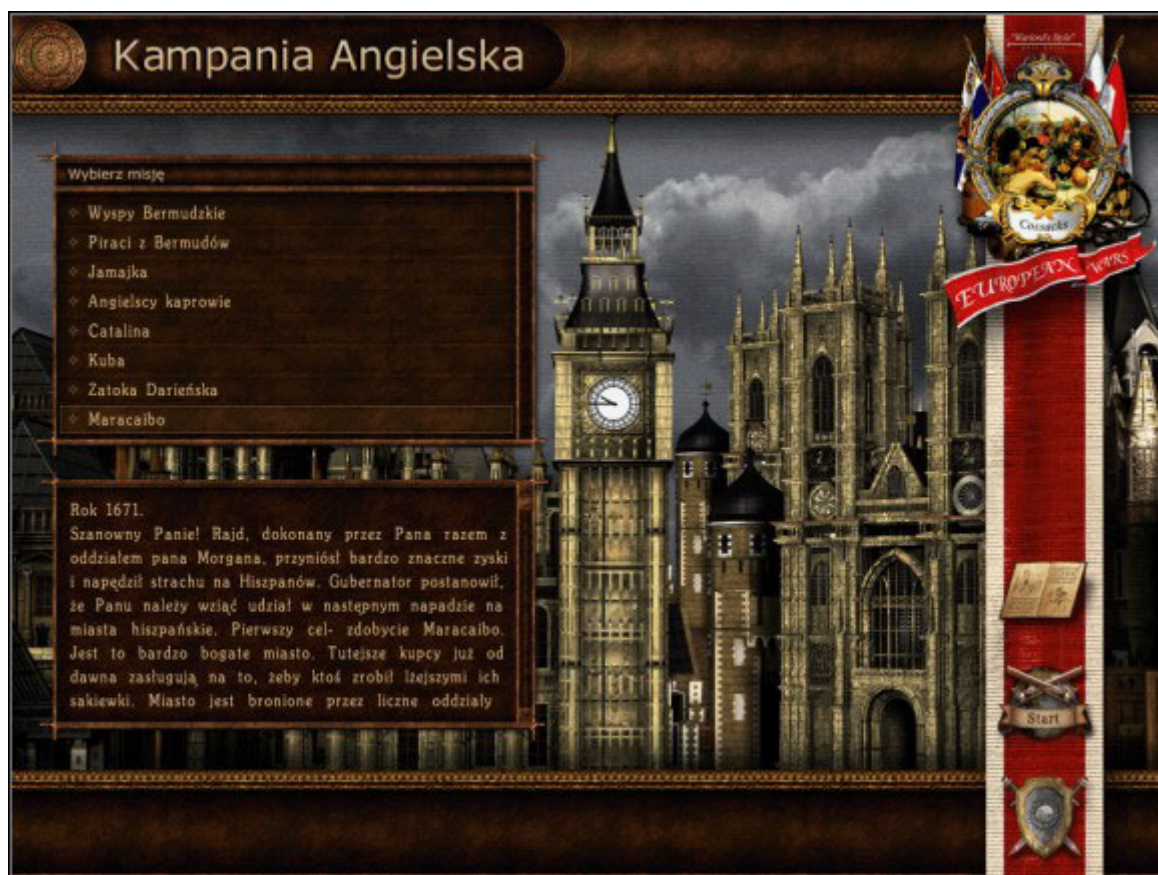 Kampania Angielska
Wybierz misję
Wyspy Bermudzkie
Piraci z Bermudów
Jamajka
Angielscy kaprowie
Catalina
Kuba
Zatoka Darieńska
Maracaibo
Rok 1671.
Szanowny Panie! Rajd, dokonany przez Pana razem z
oddziałem pana Morgana, przyniósł bardzo znaczne zyski
i napędził strachu na Hiszpanów. Gubernator postanowił,
że Panu należy wziąć udział w następnym napadzie na
miasta hiszpańskie. Pierwszy cel- zdobycie Maracaibo.
Jest to bardzo bogate miasto. Tutejsze kupcy już od
dawna zasługują na to, żeby ktoś zrobił lżejszymi ich
sakiewki. Miasto jest bronione przez liczne oddziały
Cossacks
EUROPEAN WARS
Start